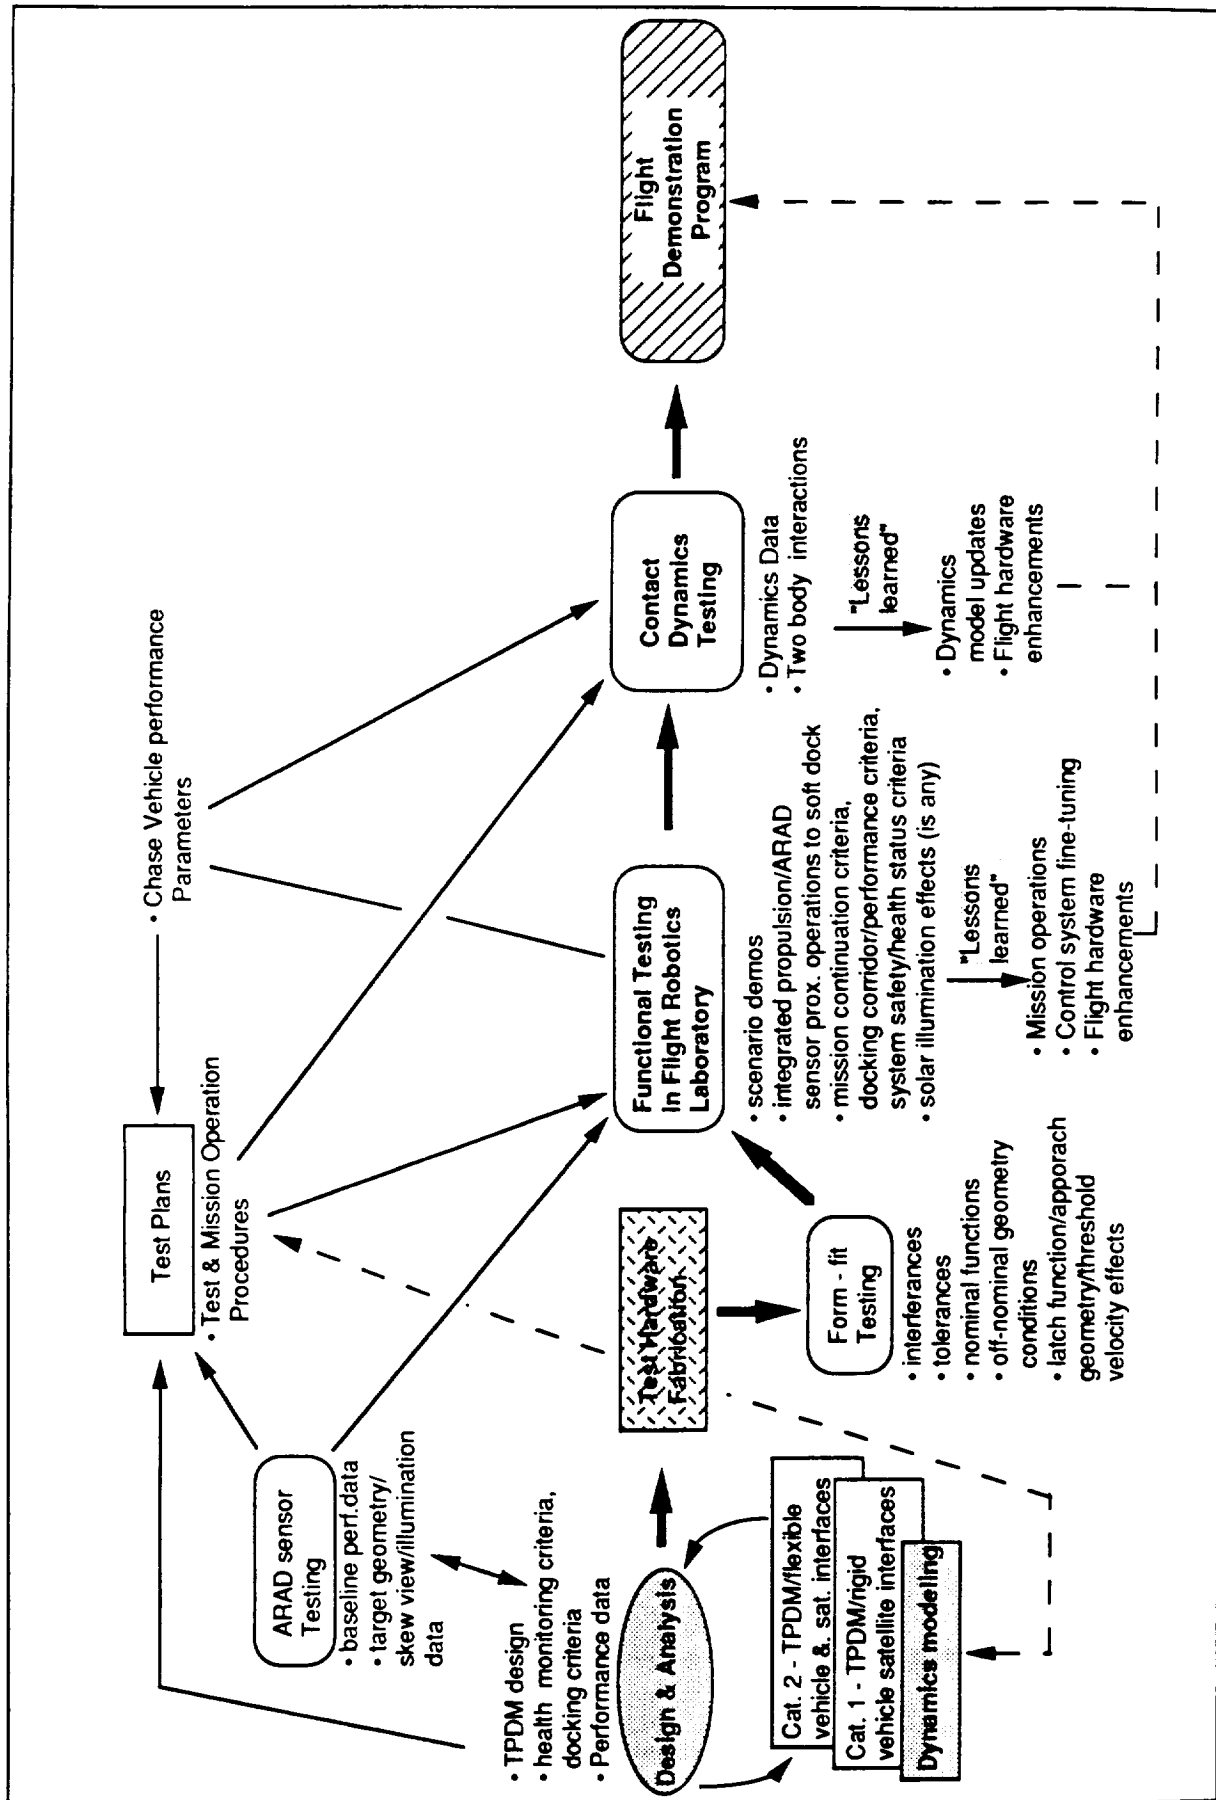 Test Plans
• Test & Mission Operation
Procedures
• Chase Vehicle performance
Parameters
ARAD sensor
Testing
• baseline perf.data
• target geometry/
skew view/illumination
data
• TPDM design
• health monitoring criteria,
docking criteria
• Performance data
Design & Analysis
Test Hardware
Fabrication
Functional Testing
In Flight Robotics
Laboratory
Contact
Dynamics
Testing
Flight
Demonstration
Program
Cat. 2 - TPDM/flexible
vehicle &. sat. interfaces
Cat. 1 - TPDM/rigid
vehicle satellite interfaces
Dynamics modeling
Form - fit
Testing
• interferances
• tolerances
• nominal functions
• off-nominal geometry
conditions
• latch function/apporach
geometry/threshold
velocity effects
• scenario demos
• integrated propulsion/ARAD
sensor prox. operations to soft dock
• mission continuation criteria,
docking corridor/performance criteria,
system safety/health status criteria
• solar illumination effects (is any)
"Lessons
learned"
• Mission operations
• Control system fine-tuning
• Flight hardware
enhancements
• Dynamics Data
• Two body interactions
"Lessons
learned"
• Dynamics
model updates
• Flight hardware
enhancements